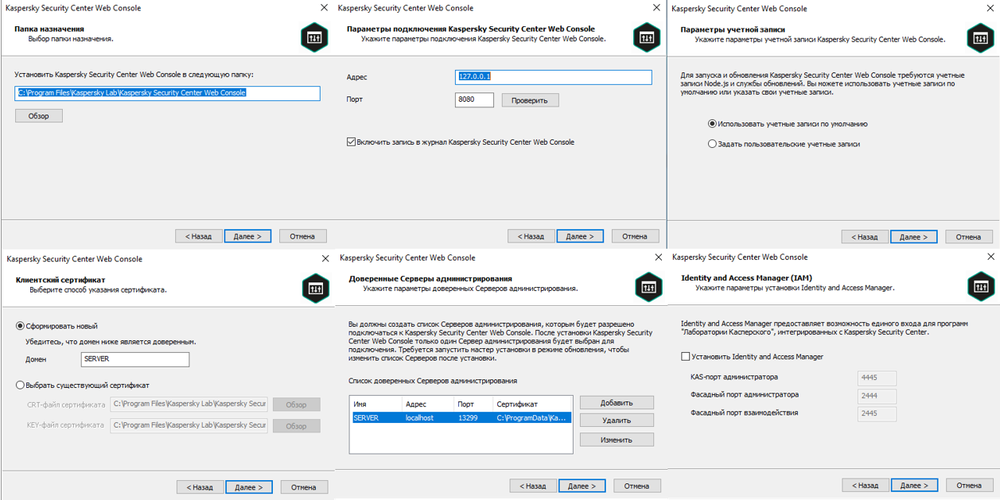 Kaspersky Security Center Web Console
Папка назначения
Выбор папки назначения.
Установить Kaspersky Security Center Web Console в следующую папку:
C:\Program Files\Kaspersky Lab\Kaspersky Security Center Web Console
Обзор
< Назад
Далее >
Отмена
Kaspersky Security Center Web Console
Параметры подключения Kaspersky Security Center Web Console
Укажите параметры подключения Kaspersky Security Center Web Console.
Адрес
127.0.0.1
Порт
8080
Проверить
Включить запись в журнал Kaspersky Security Center Web Console
< Назад
Далее >
Отмена
Kaspersky Security Center Web Console
Параметры учетной записи
Укажите параметры учетной записи Kaspersky Security Center Web Console.
Для запуска и обновления Kaspersky Security Center Web Console требуются учетные
записи Node.js и службы обновлений. Вы можете использовать учетные записи по
умолчанию или указать свои учетные записи.
Использовать учетные записи по умолчанию
Задать пользовательские учетные записи
< Назад
Далее >
Отмена
Kaspersky Security Center Web Console
Клиентский сертификат
Выберите способ указания сертификата.
Сформировать новый
Убедитесь, что домен ниже является доверенным.
Домен
SERVER
Выбрать существующий сертификат
CRT-файл сертификата
C:\Program Files\Kaspersky Lab\Kaspersky Secur
Обзор
KEY-файл сертификата
C:\Program Files\Kaspersky Lab\Kaspersky Secur
Обзор
< Назад
Далее >
Отмена
Kaspersky Security Center Web Console
Доверенные Серверы администрирования
Укажите параметры доверенных Серверов администрирования.
Вы должны создать список Серверов администрирования, которым будет разрешено
подключаться к Kaspersky Security Center Web Console. После установки Kaspersky Security
Center Web Console только один Сервер администрирования будет выбран для
подключения. Требуется запустить мастер установки в режиме обновления, чтобы
изменить список Серверов после установки.
Список доверенных Серверов администрирования
Имя Адрес Порт Сертификат
SERVER localhost 13299 C:\ProgramData\Ka...
Добавить
Удалить
Изменить
< Назад
Далее >
Отмена
Kaspersky Security Center Web Console
Identity and Access Manager (IAM)
Укажите параметры установки Identity and Access Manager.
Identity and Access Manager предоставляет возможность единого входа для программ
"Лаборатории Касперского", интегрированных с Kaspersky Security Center.
Установить Identity and Access Manager
KAS-порт администратора
4445
Фасадный порт администратора
2444
Фасадный порт взаимодействия
2445
< Назад
Далее >
Отмена